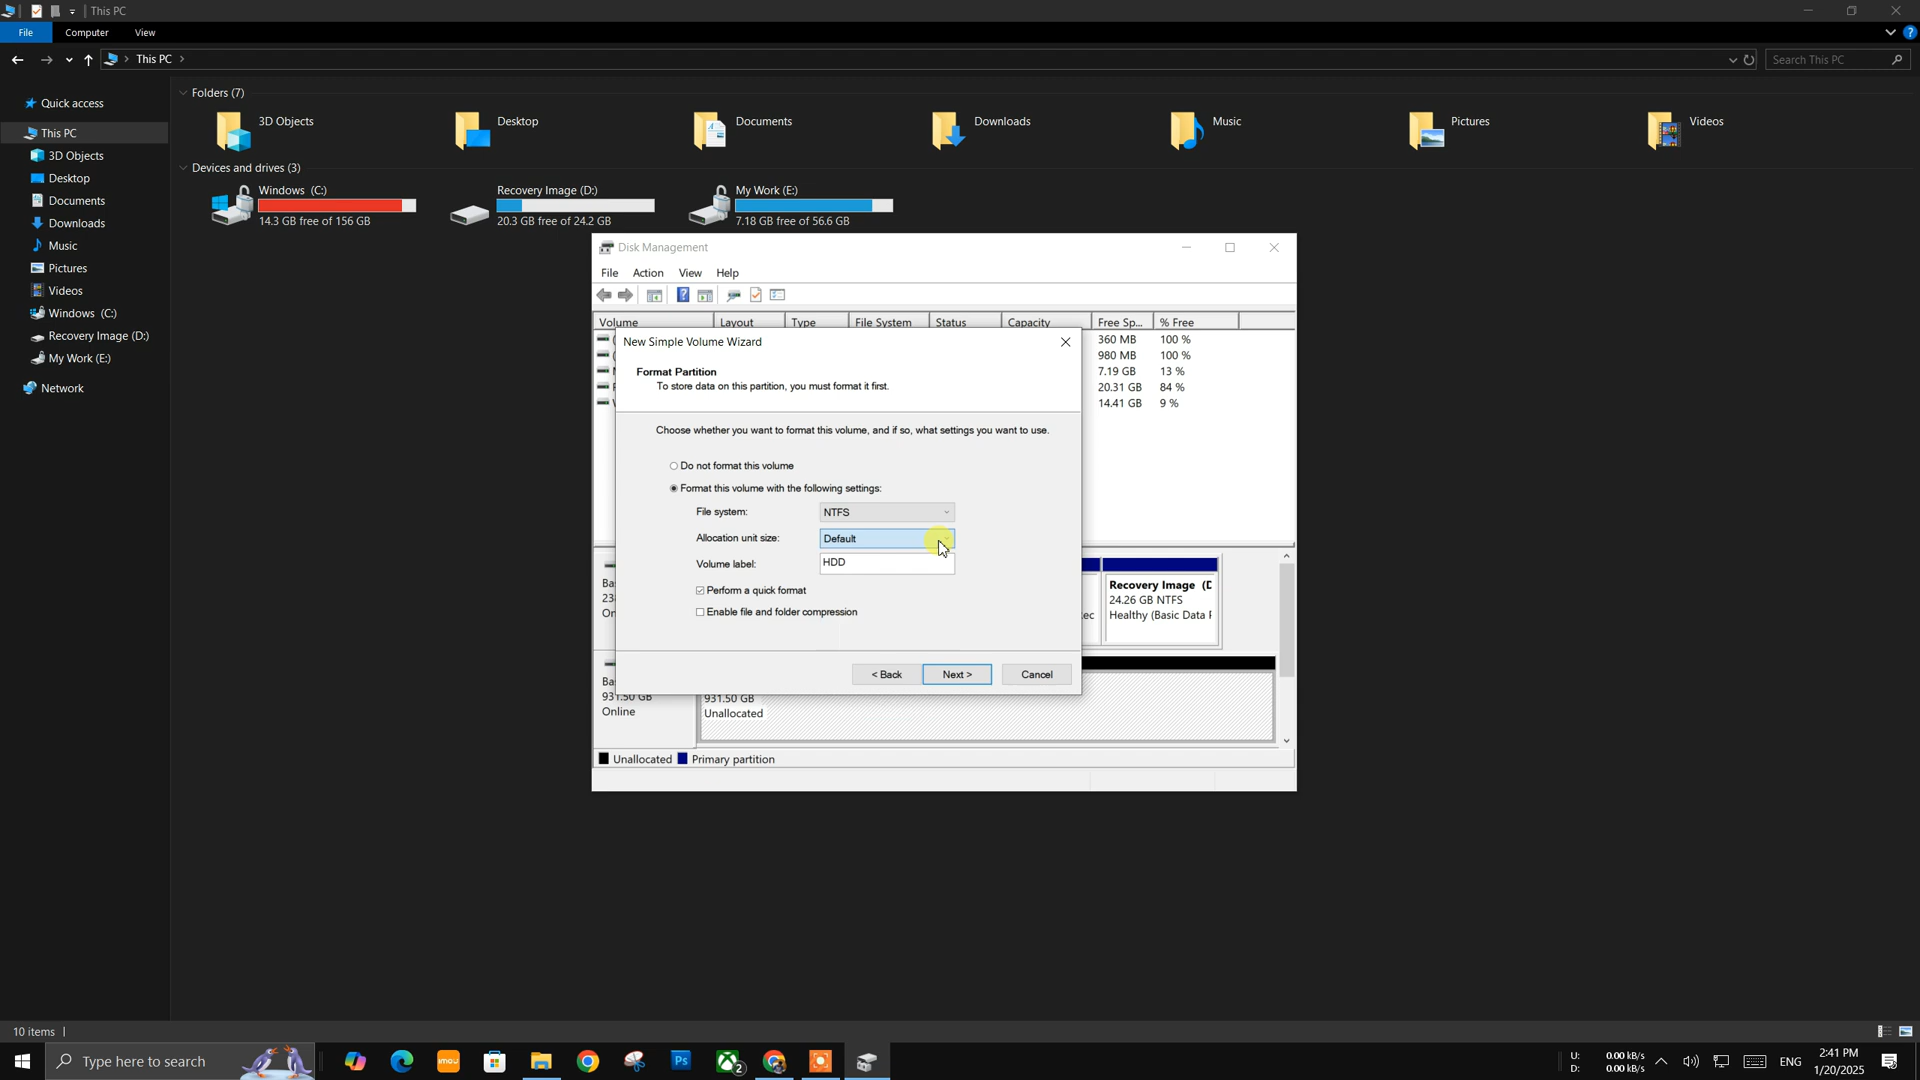 This PC
File Computer View
This PC
Search This PC
Quick access
This PC
3D Objects
Desktop
Documents
Downloads
Music
Pictures
Videos
Windows (C:)
Recovery Image (D:)
My Work (E:)
Network
Folders (7)
3D Objects
Desktop
Documents
Downloads
Music
Pictures
Videos
Devices and drives (3)
Windows (C:)
14.3 GB free of 156 GB
Recovery Image (D:)
20.3 GB free of 24.2 GB
My Work (E:)
7.18 GB free of 56.6 GB
Disk Management
File Action View Help
Volume Layout Type File System Status Capacity Free Sp... % Free
360 MB 100 %
980 MB 100 %
7.19 GB 13 %
20.31 GB 84 %
14.41 GB 9 %
New Simple Volume Wizard
Format Partition
To store data on this partition, you must format it first.
Choose whether you want to format this volume, and if so, what settings you want to use.
Do not format this volume
Format this volume with the following settings:
File system: NTFS
Allocation unit size: Default
Volume label: HDD
Perform a quick format
Enable file and folder compression
< Back Next > Cancel
Recovery Image (D
24.26 GB NTFS
Healthy (Basic Data P
931.50 GB
Online
931.50 GB
Unallocated
Unallocated Primary partition
10 items
Type here to search
imou
Ps
2
U: 0.00 kB/s
D: 0.00 kB/s
ENG
2:41 PM
1/20/2025